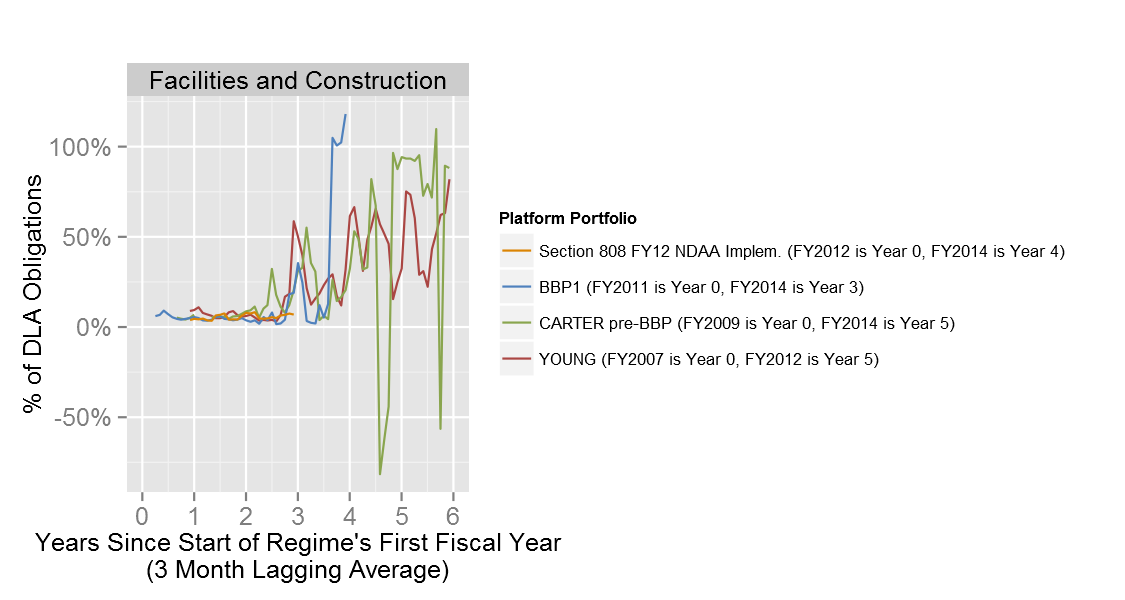 Facilities and Construction
% of DLA Obligations
100%
50%
0%
-50%
0 1 2 3 4 5 6
Years Since Start of Regime's First Fiscal Year
(3 Month Lagging Average)
Platform Portfolio
Section 808 FY12 NDAA Implem. (FY2012 is Year 0, FY2014 is Year 4)
BBP1 (FY2011 is Year 0, FY2014 is Year 3)
CARTER pre-BBP (FY2009 is Year 0, FY2014 is Year 5)
YOUNG (FY2007 is Year 0, FY2012 is Year 5)